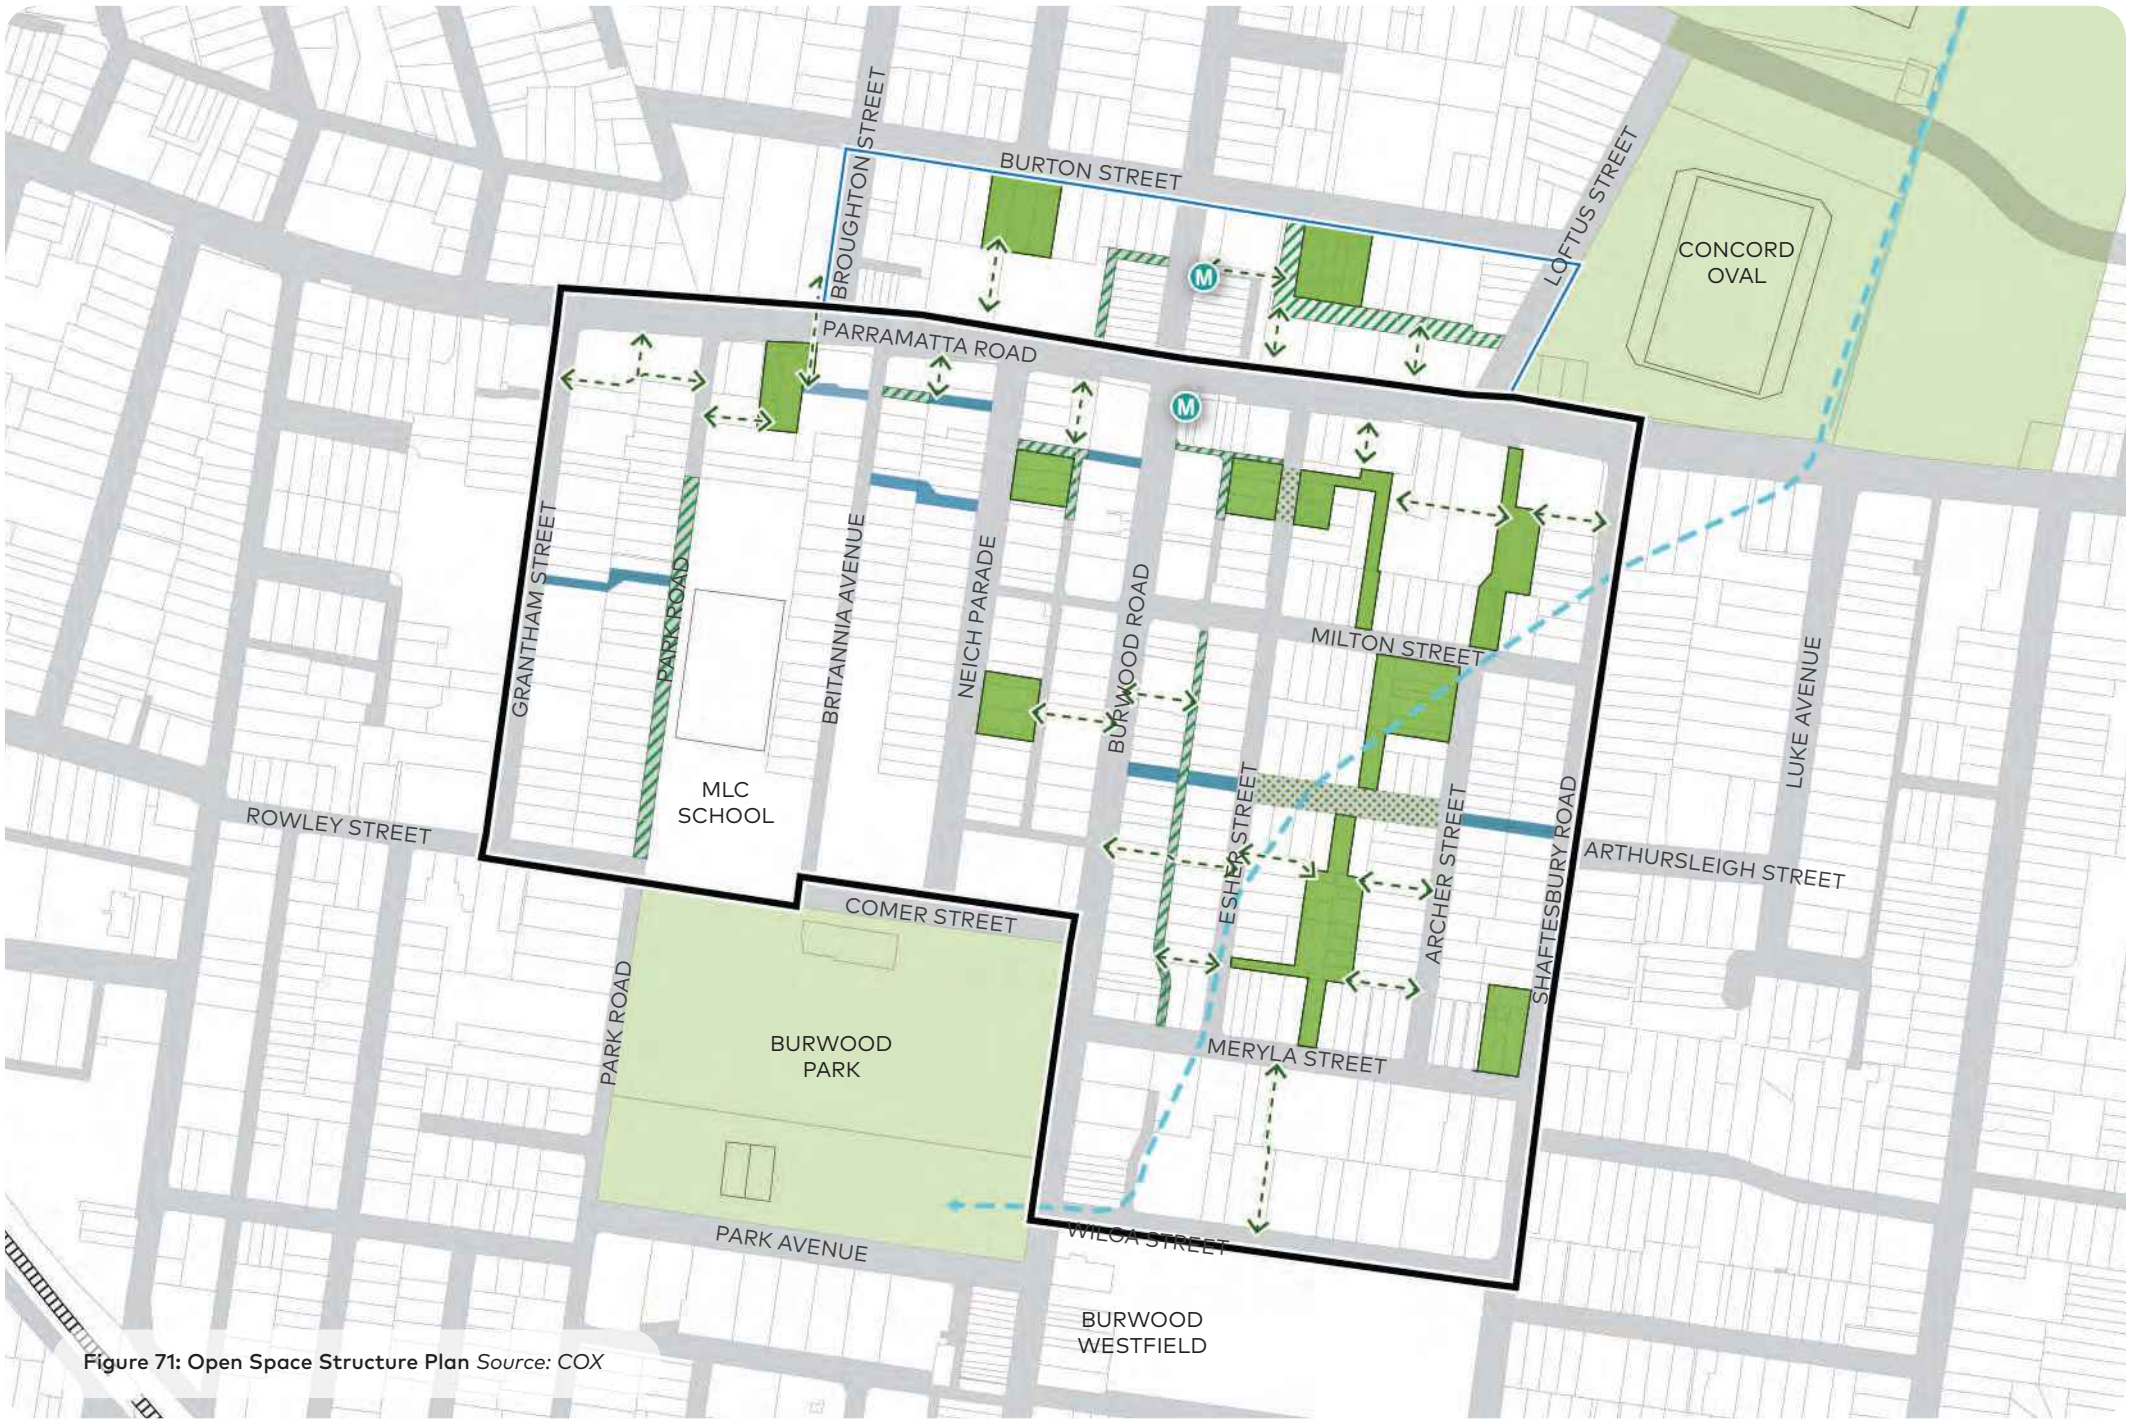 BROUGHTON STREET
BURTON STREET
LOFTUS STREET
CONCORD
OVAL
M
PARRAMATTA ROAD
M
GRANTHAM STREET
PARK ROAD
BRITANNIA AVENUE
NEICH PARADE
BURWOOD ROAD
MILTON STREET
LUKE AVENUE
MLC
SCHOOL
ROWLEY STREET
ESHER STREET
ARCHER STREET
SHAFTESBURY ROAD
ARTHURSLEIGH STREET
COMER STREET
PARK ROAD
BURWOOD
PARK
MERYLA STREET
PARK AVENUE
WILGA STREET
BURWOOD
WESTFIELD
Figure 71: Open Space Structure Plan Source: COX